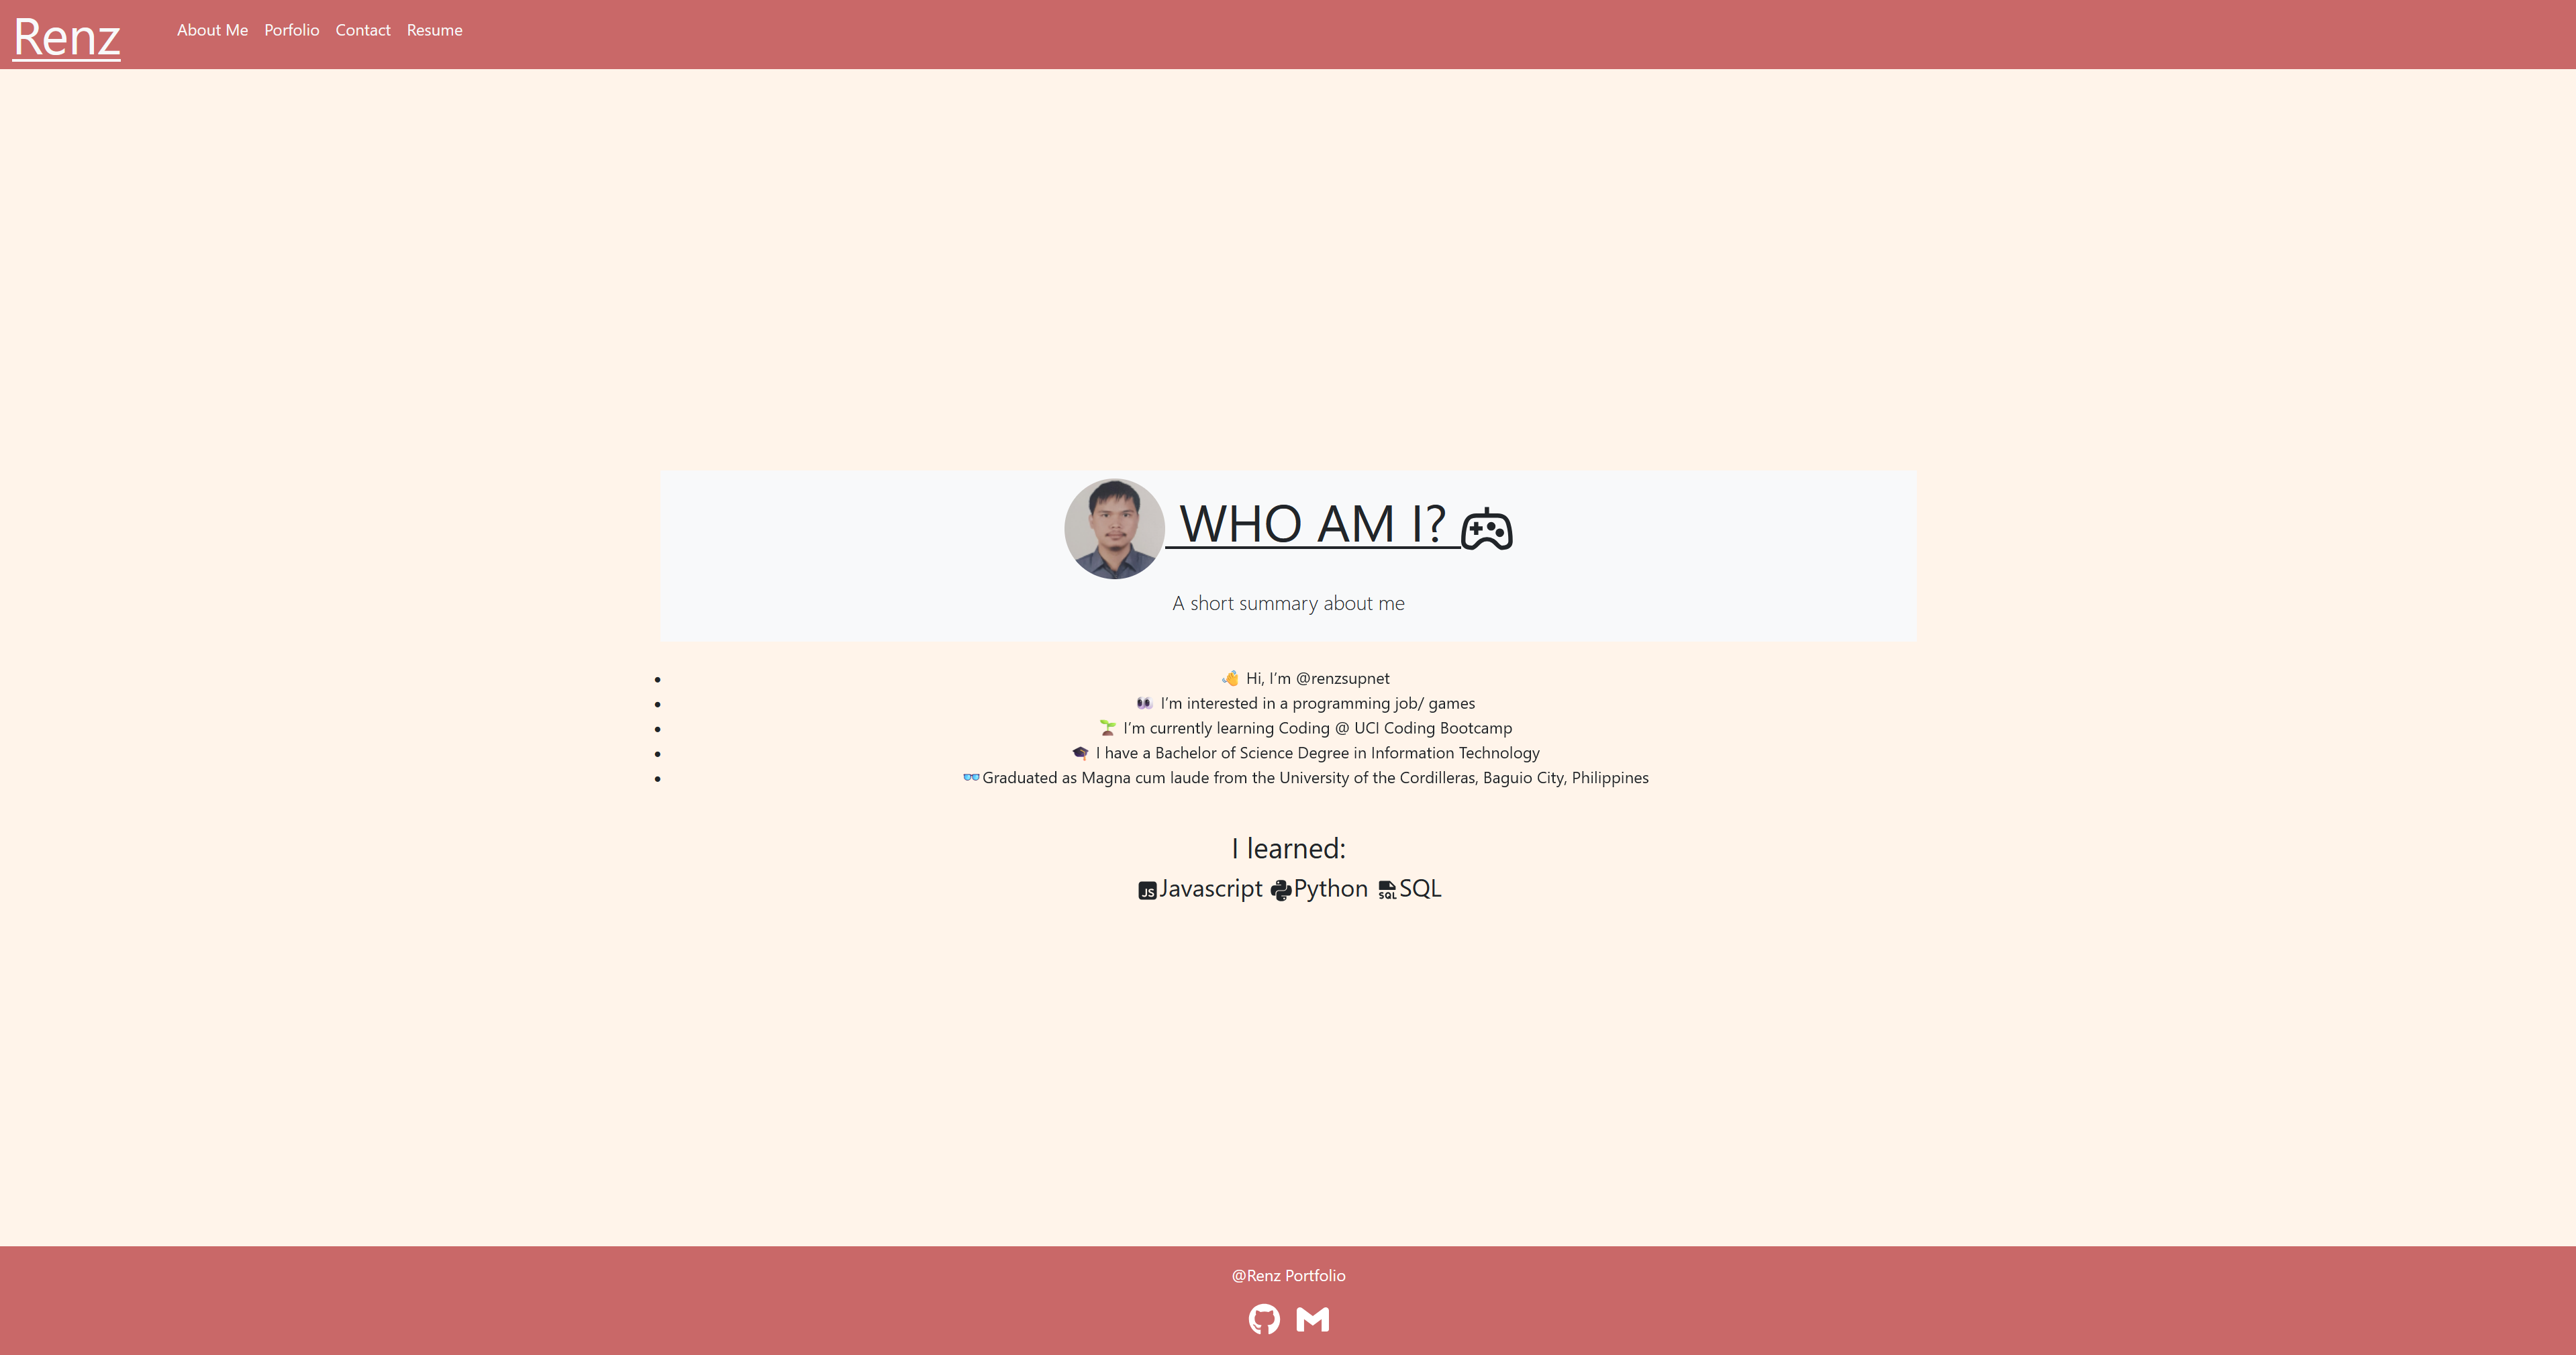 Renz
About Me Porfolio Contact Resume
WHO AM I?
A short summary about me
• 👋 Hi, I’m @renzsupnet
• 👀 I’m interested in a programming job/ games
• 🌱 I’m currently learning Coding @ UCI Coding Bootcamp
• 🎓 I have a Bachelor of Science Degree in Information Technology
• 👓Graduated as Magna cum laude from the University of the Cordilleras, Baguio City, Philippines
I learned:
JS Javascript Python SQL SQL
@Renz Portfolio